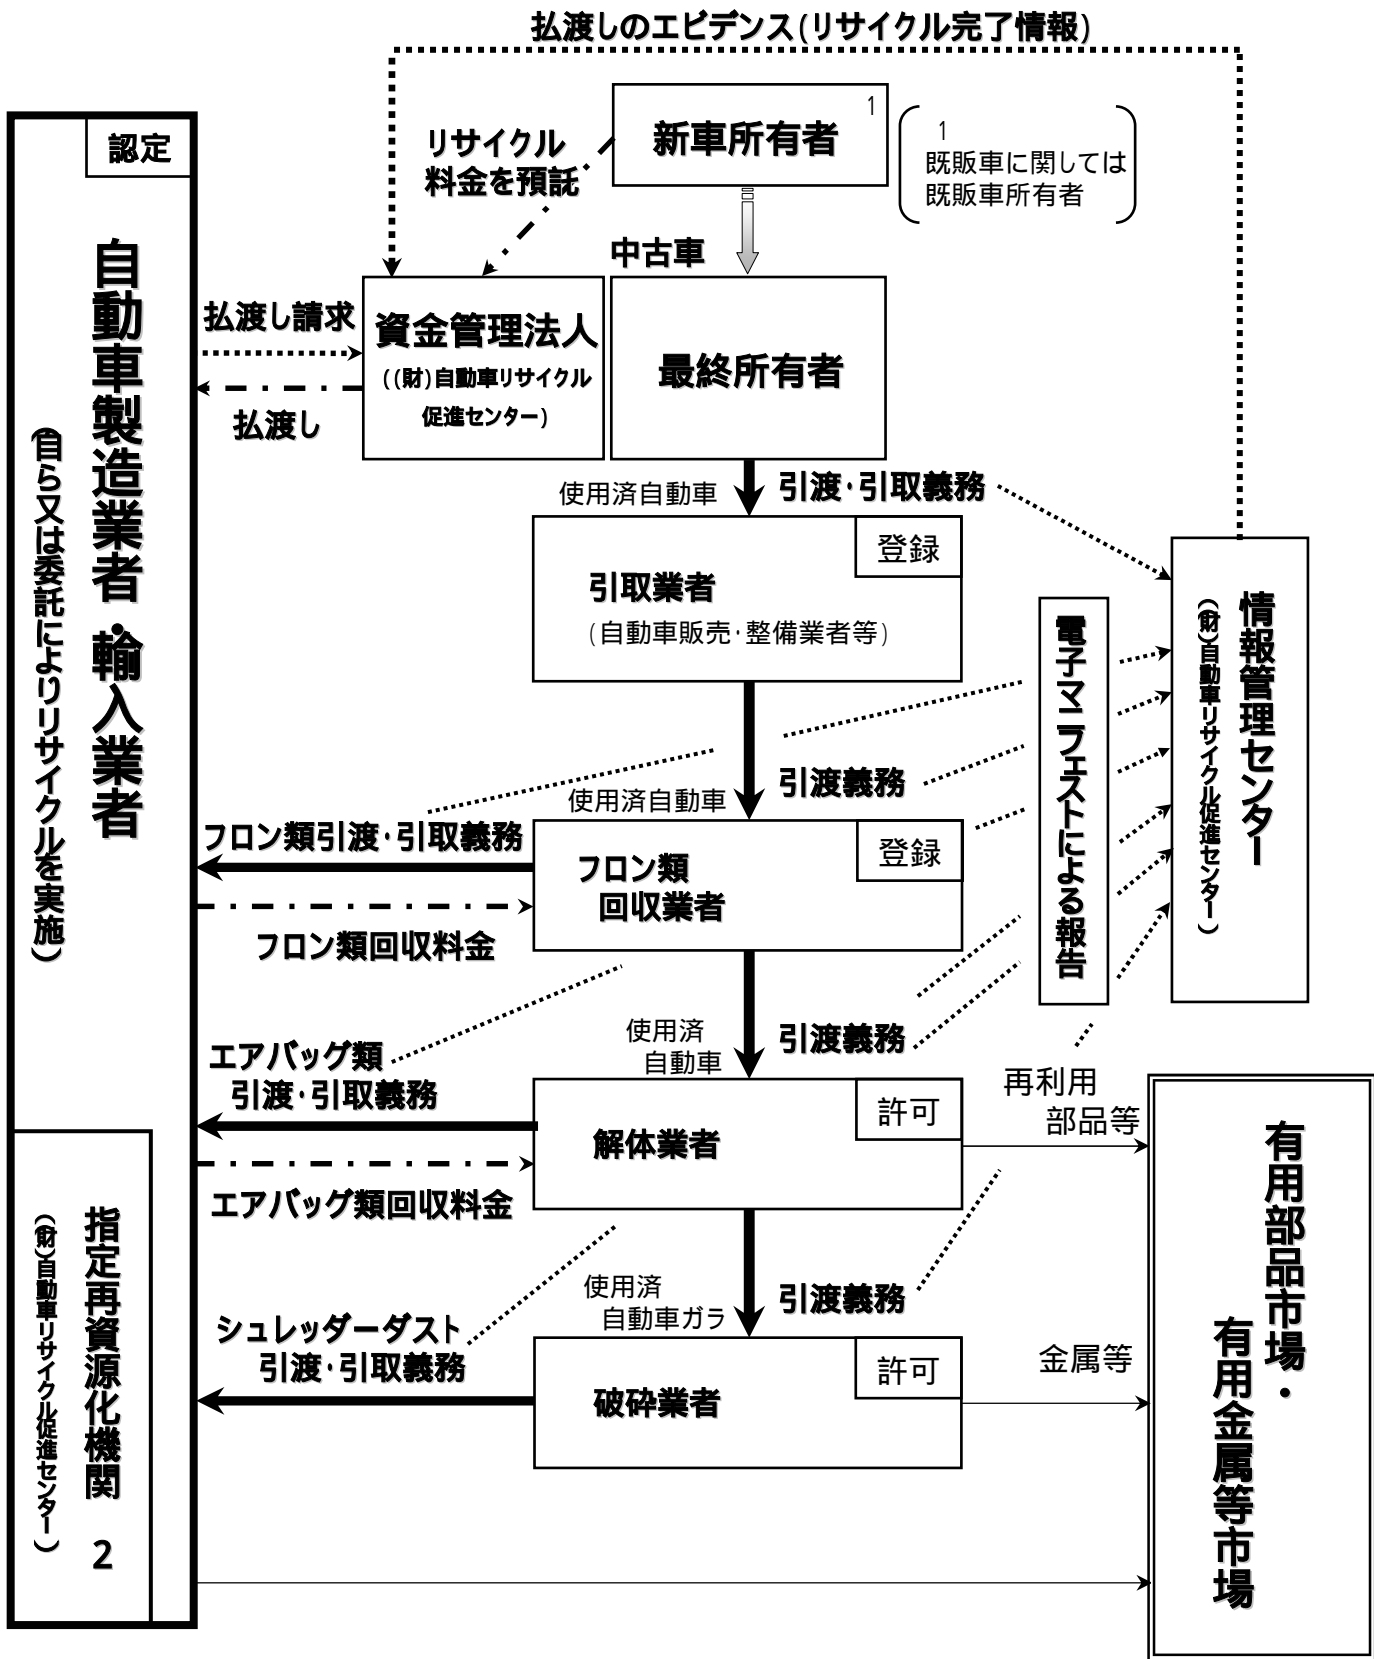 払渡しのエビデンス(リサイクル完了情報)
新車所有者 1
1
既販車に関しては
既販車所有者
リサイクル
料金を預託
認定
自動車製造業者・輸入業者
(自ら又は委託によりリサイクルを実施)
中古車
払渡し請求
払渡し
資金管理法人
((財)自動車リサイクル
促進センター)
最終所有者
使用済自動車
引渡・引取義務
登録
引取業者
(自動車販売・整備業者等)
電子マニフェストによる報告
情報管理センター
((財)自動車リサイクル促進センター)
使用済自動車
引渡義務
フロン類引渡・引取義務
登録
フロン類
回収業者
フロン類回収料金
使用済
自動車
引渡義務
エアバッグ類
引渡・引取義務
許可
解体業者
エアバッグ類回収料金
再利用
部品等
有用部品市場・
有用金属等市場
指定再資源化機関 2
((財)自動車リサイクル促進センター)
使用済
自動車ガラ
引渡義務
シュレッダーダスト
引渡・引取義務
許可
破砕業者
金属等